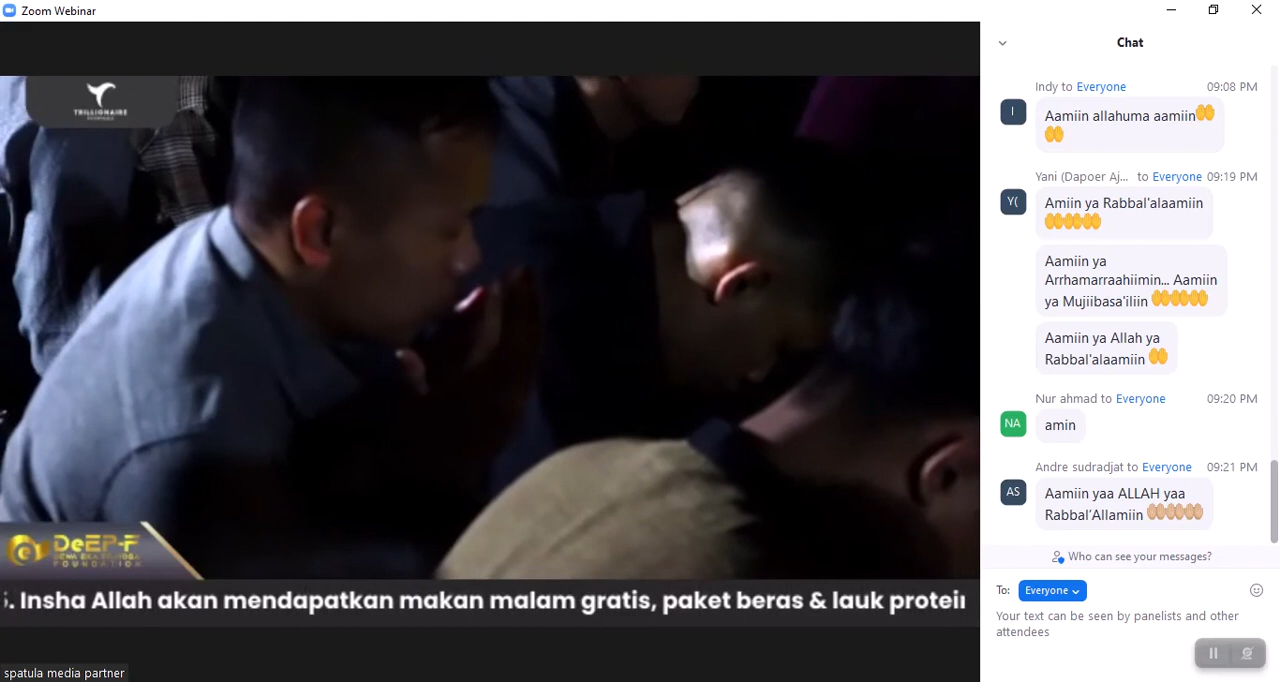 Zoom Webinar
TRILLIONAIRE
DeEP-F
FOUNDATION
. Insha Allah akan mendapatkan makan malam gratis, paket beras & lauk protein
spatula media partner
Chat
Indy to Everyone 09:08 PM
I
Aamiin allahuma aamiin🤲
🤲
Yani (Dapoer Aj... to Everyone 09:19 PM
Y(
Amiin ya Rabbal'alaamiin
🤲🤲🤲
Aamiin ya
Arrhamarraahiimin... Aamiin
ya Mujiibasa'iliin 🤲🤲🤲
Aamiin ya Allah ya
Rabbal'alaamiin 🤲
Nur ahmad to Everyone 09:20 PM
NA
amin
Andre sudradjat to Everyone 09:21 PM
AS
Aamiin yaa ALLAH yaa
Rabbal'Allamiin 🤲🏼🤲🏼🤲🏼
Who can see your messages?
To: Everyone
Your text can be seen by panelists and other
attendees